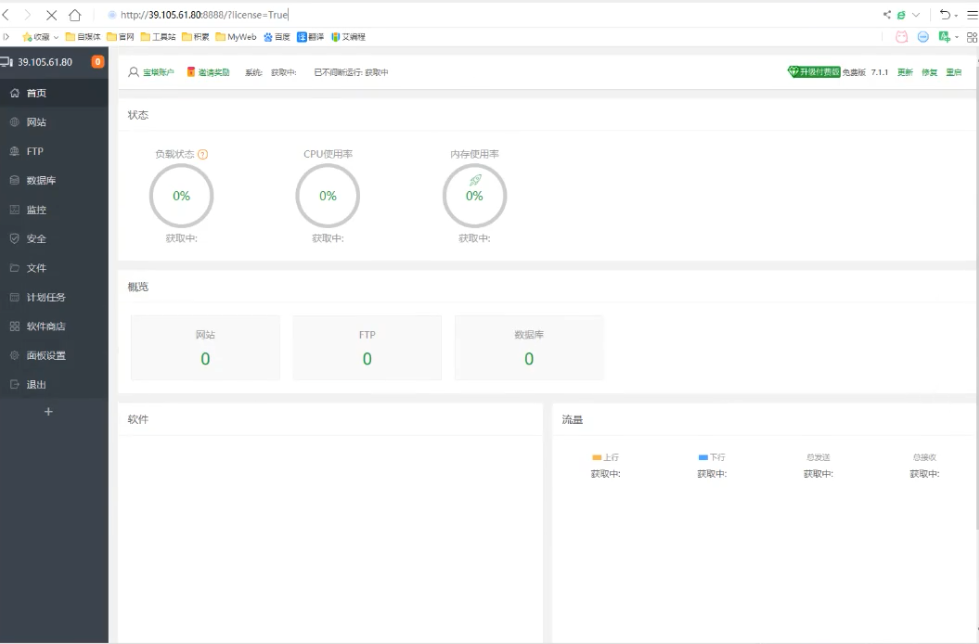 http://39.105.61.80:8888/?license=True
收藏 自媒体 官网 工具站 积累 MyWeb 百度 翻译 艾编程
39.105.61.80 0
首页
网站
FTP
数据库
监控
安全
文件
计划任务
软件商店
面板设置
退出
+
宝塔账户 邀请奖励 系统: 获取中: 已不间断运行: 获取中 升级付费版 免费版 7.1.1 更新 修复 重启
状态
负载状态 ? CPU使用率 内存使用率
0% 0% 0%
获取中: 获取中: 获取中:
概览
网站 FTP 数据库
0 0 0
软件
流量
上行 下行 总发送 总接收
获取中: 获取中: 获取中: 获取中: